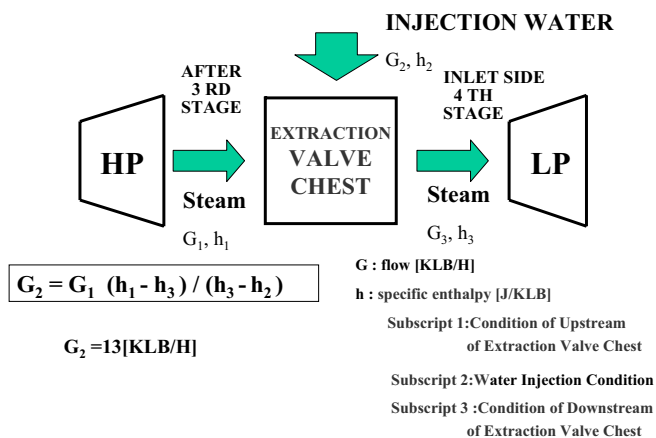 INJECTION WATER
G2, h2
AFTER
3 RD
STAGE
INLET SIDE
4 TH
STAGE
HP
EXTRACTION
VALVE
CHEST
LP
Steam
Steam
G1, h1
G3, h3
G2 = G1 (h1 - h3) / (h3 - h2)
G2 =13[KLB/H]
G : flow [KLB/H]
h : specific enthalpy [J/KLB]
Subscript 1:Condition of Upstream
of Extraction Valve Chest
Subscript 2:Water Injection Condition
Subscript 3 :Condition of Downstream
of Extraction Valve Chest